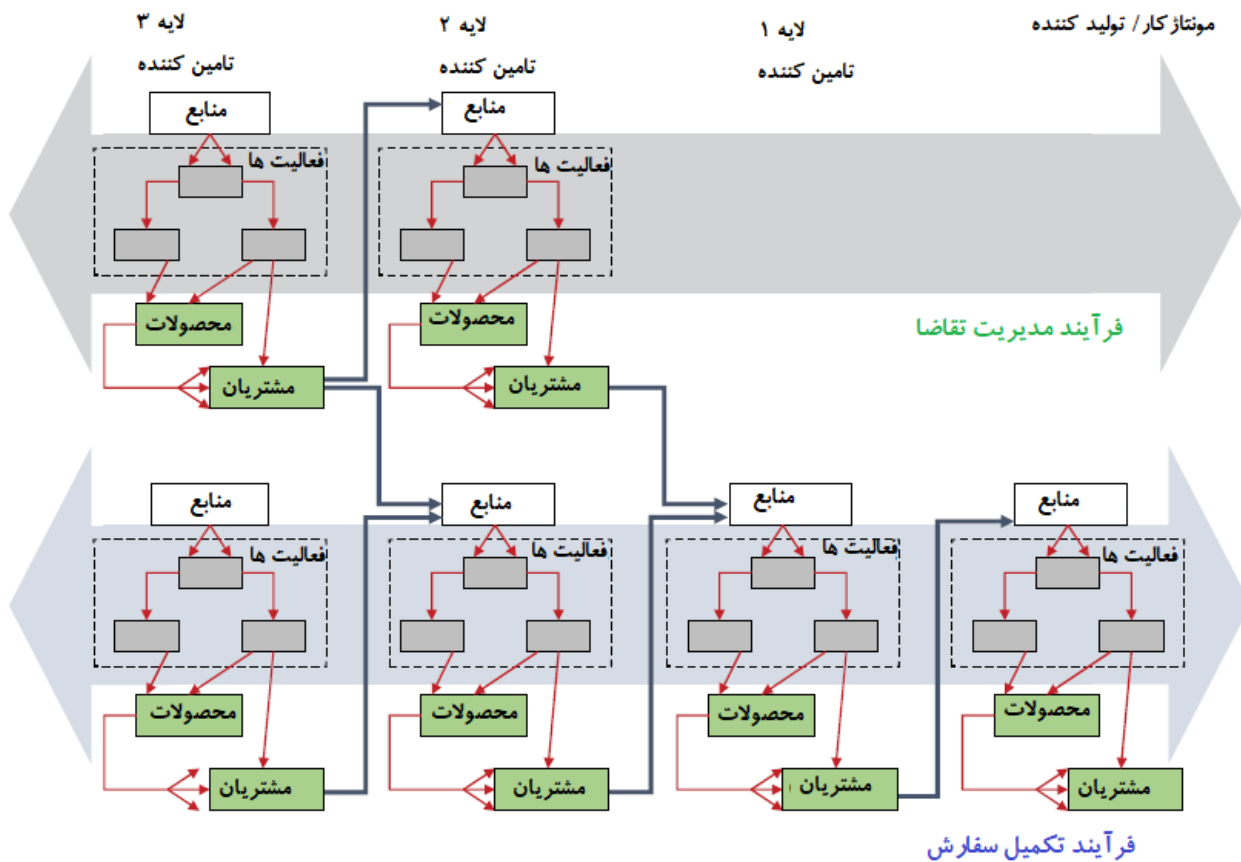 مونتاژ کار/ تولید کننده
لایه ۱
تامین کننده
لایه ۲
تامین کننده
لایه ۳
تامین کننده
منابع
منابع
فعالیت ها
فعالیت ها
محصولات
محصولات
فرآیند مدیریت تقاضا
مشتریان
مشتریان
منابع
منابع
منابع
منابع
فعالیت ها
فعالیت ها
فعالیت ها
فعالیت ها
محصولات
محصولات
محصولات
محصولات
مشتریان
مشتریان
مشتریان
مشتریان
فرآیند تکمیل سفارش